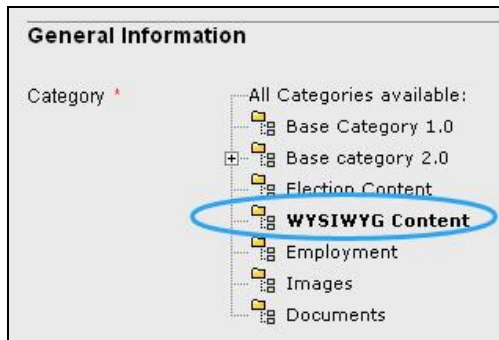 General Information
Category *
All Categories available:
Base Category 1.0
Base category 2.0
Election Content
WYSIWYG Content
Employment
Images
Documents